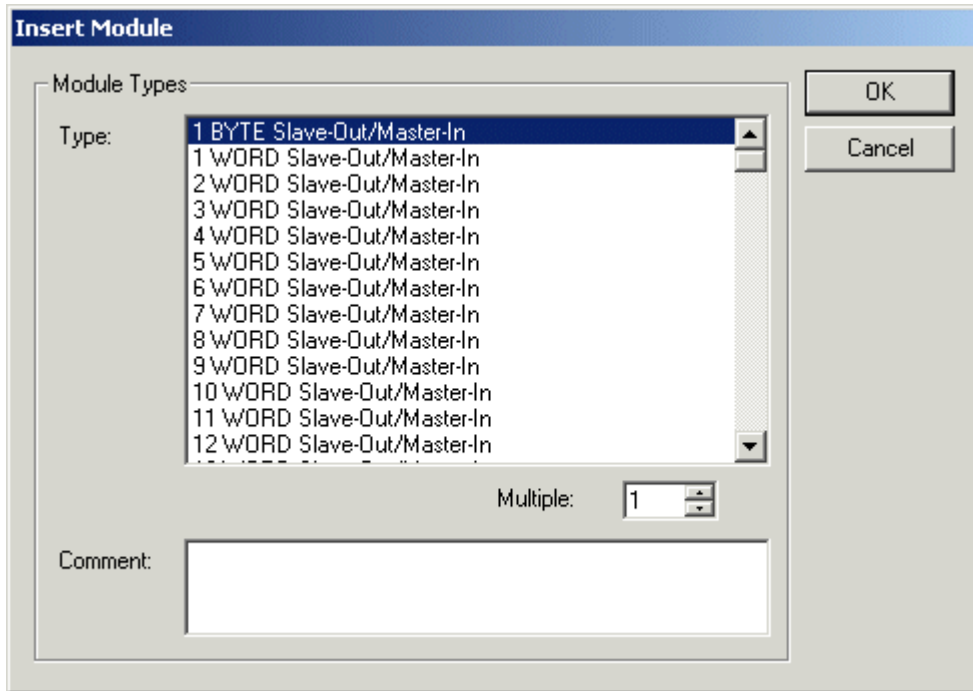 Insert Module
Module Types
OK
Type:
1 BYTE Slave-Out/Master-In
Cancel
1 WORD Slave-Out/Master-In
2 WORD Slave-Out/Master-In
3 WORD Slave-Out/Master-In
4 WORD Slave-Out/Master-In
5 WORD Slave-Out/Master-In
6 WORD Slave-Out/Master-In
7 WORD Slave-Out/Master-In
8 WORD Slave-Out/Master-In
9 WORD Slave-Out/Master-In
10 WORD Slave-Out/Master-In
11 WORD Slave-Out/Master-In
12 WORD Slave-Out/Master-In
Multiple: 1
Comment: